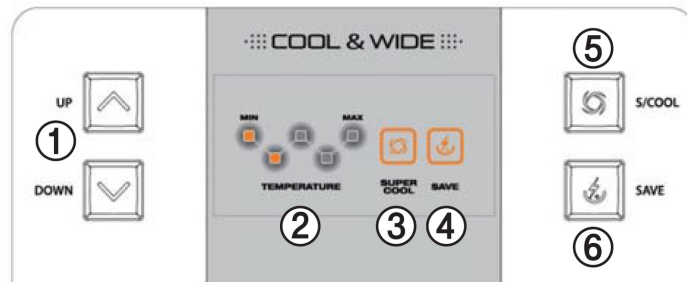 COOL & WIDE
⑤
UP
MIN
MAX
S/COOL
①
DOWN
TEMPERATURE
SUPER
COOL
SAVE
SAVE
②
③
④
⑥